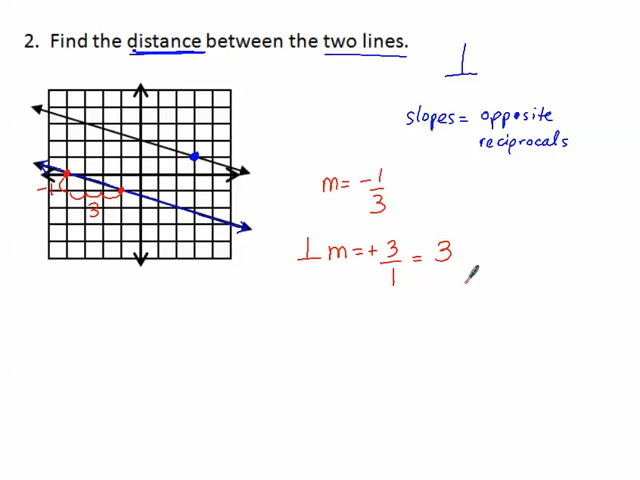 2. Find the distance between the two lines.
⊥
slopes = opposite
reciprocals
m = -1/3
⊥ m = + 3/1 = 3
-1
3